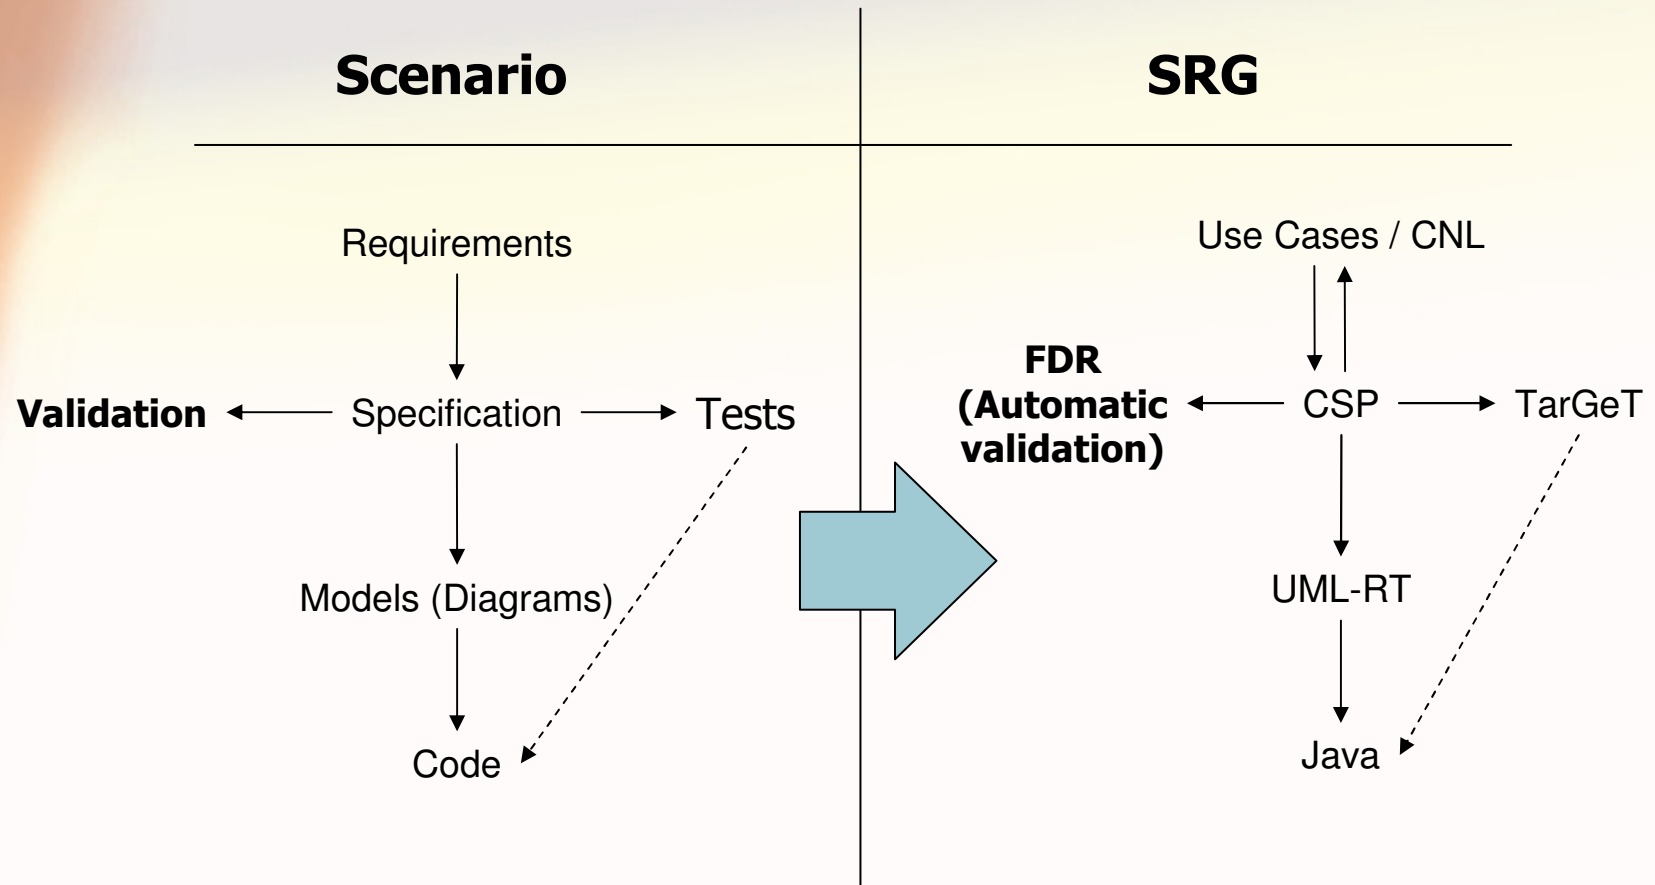 Scenario
SRG
Requirements
Validation
Specification
Tests
Models (Diagrams)
Code
Use Cases / CNL
FDR
(Automatic
validation)
CSP
TarGeT
UML-RT
Java